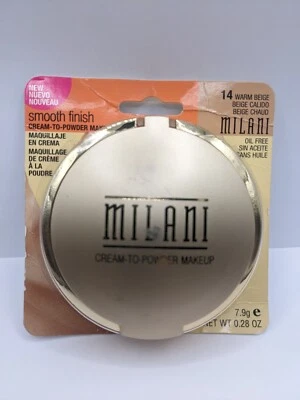 NEW
NUEVO
NOUVEAU
smooth finish
CREAM-TO-POWDER
MAQUILLAJE
EN CREMA
MAQUILLAGE
DE CRÈME
À LA
POUDRE
14 WARM BEIGE
BEIGE CALIDO
BEIGE CHAUD
MILANI
OIL FREE
SIN ACEITE
SANS HUILE
MILANI
CREAM-TO-POWDER MAKEUP
7.9g e
NET WT 0.28 OZ